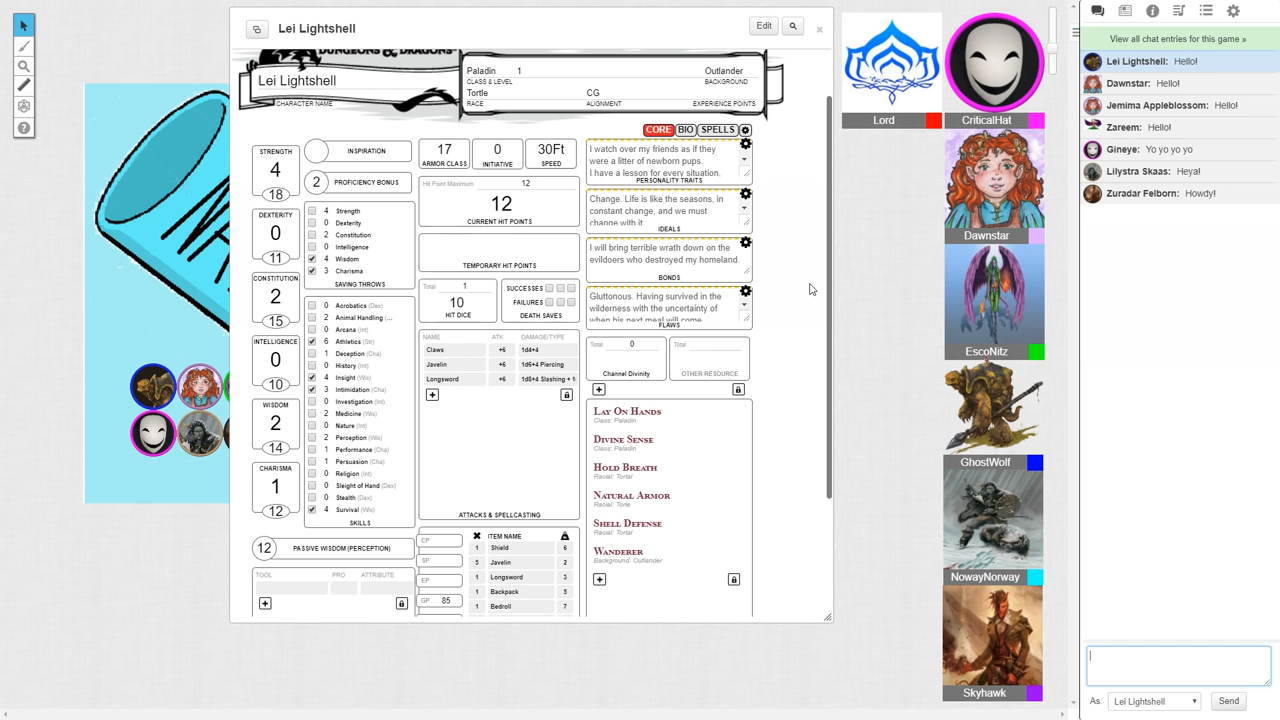 Lei Lightshell
Edit
DUNGEONS & DRAGONS
Lei Lightshell
CHARACTER NAME
Paladin 1
CLASS & LEVEL
Outlander
BACKGROUND
Tortle
RACE
CG
ALIGNMENT
EXPERIENCE POINTS
CORE BIO SPELLS
STRENGTH
4
18
DEXTERITY
0
11
CONSTITUTION
2
15
INTELLIGENCE
0
10
WISDOM
2
14
CHARISMA
1
12
INSPIRATION
2 PROFICIENCY BONUS
4 Strength
0 Dexterity
2 Constitution
0 Intelligence
4 Wisdom
3 Charisma
SAVING THROWS
0 Acrobatics (Dex)
2 Animal Handling (...
0 Arcana (Int)
6 Athletics (Str)
1 Deception (Cha)
0 History (Int)
4 Insight (Wis)
3 Intimidation (Cha)
0 Investigation (Int)
2 Medicine (Wis)
0 Nature (Int)
2 Perception (Wis)
1 Performance (Cha)
1 Persuasion (Cha)
0 Religion (Int)
0 Sleight of Hand (Dex)
0 Stealth (Dex)
4 Survival (Wis)
SKILLS
12 PASSIVE WISDOM (PERCEPTION)
TOOL PRO ATTRIBUTE
17
ARMOR CLASS
0
INITIATIVE
30Ft
SPEED
Hit Point Maximum 12
12
CURRENT HIT POINTS
TEMPORARY HIT POINTS
Total 1
10
HIT DICE
SUCCESSES
FAILURES
DEATH SAVES
NAME ATK DAMAGE/TYPE
Claws +6 1d4+4
Javelin +6 1d6+4 Piercing
Longsword +6 1d8+4 Slashing + 1
ATTACKS & SPELLCASTING
CP
SP
EP
GP 85
ITEM NAME
1 Shield 6
5 Javelin 2
1 Longsword 3
1 Backpack 5
1 Bedroll 7
I watch over my friends as if they
were a litter of newborn pups.
I have a lesson for every situation.
PERSONALITY TRAITS
Change. Life is like the seasons, in
constant change, and we must
change with it.
IDEALS
I will bring terrible wrath down on the
evildoers who destroyed my homeland.
BONDS
Gluttonous. Having survived in the
wilderness with the uncertainty of
when his next meal will come
FLAWS
Total 0
Channel Divinity
Total
OTHER RESOURCE
LAY ON HANDS
Class: Paladin
DIVINE SENSE
Class: Paladin
HOLD BREATH
Racial: Tortal
NATURAL ARMOR
Racial: Torle
SHELL DEFENSE
Racial: Tortal
WANDERER
Background: Outlander
Lord
CriticalHat
Dawnstar
EscoNitz
GhostWolf
NowayNorway
Skyhawk
View all chat entries for this game »
Lei Lightshell: Hello!
Dawnstar: Hello!
Jemima Appleblossom: Hello!
Zareem: Hello!
Gineye: Yo yo yo yo
Lilystra Skaas: Heya!
Zuradar Felborn: Howdy!
As: Lei Lightshell Send